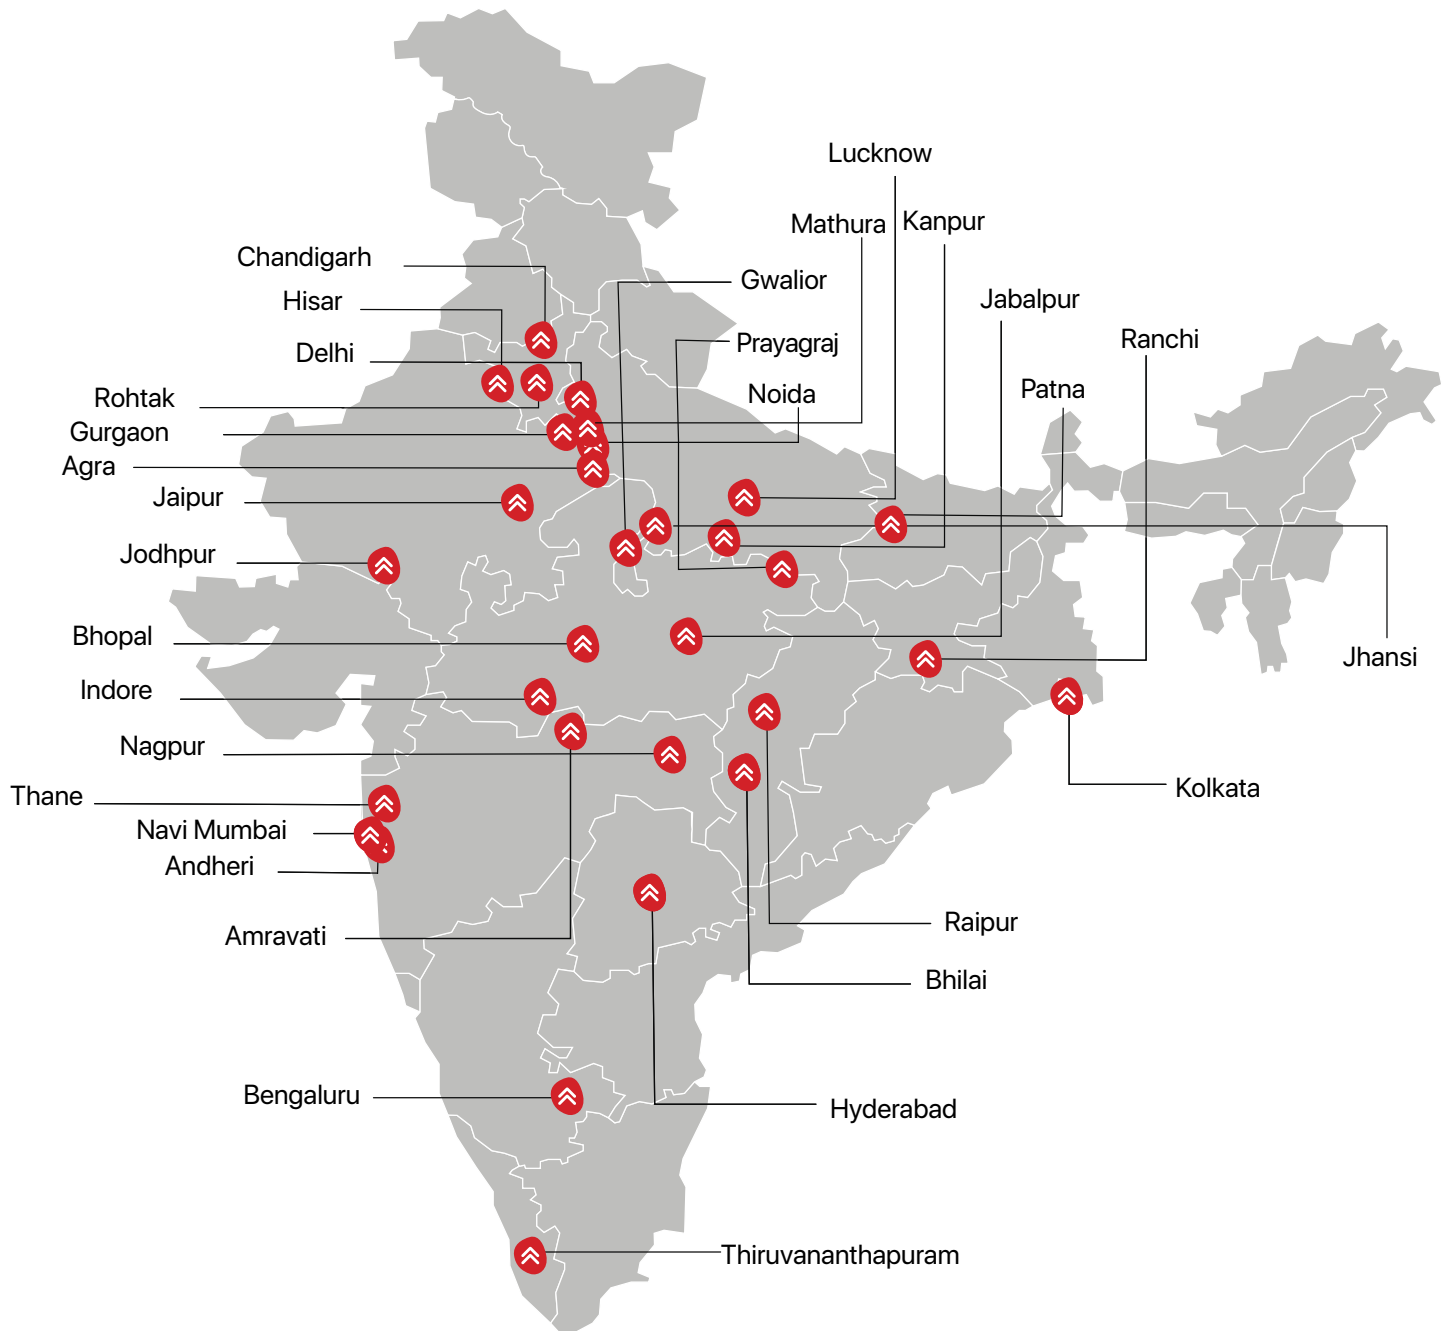 Lucknow
Mathura
Kanpur
Chandigarh
Gwalior
Hisar
Jabalpur
Ranchi
Prayagraj
Delhi
Patna
Noida
Rohtak
Gurgaon
Agra
Jaipur
Jodhpur
Bhopal
Jhansi
Indore
Nagpur
Kolkata
Thane
Navi Mumbai
Andheri
Raipur
Amravati
Bhilai
Bengaluru
Hyderabad
Thiruvananthapuram